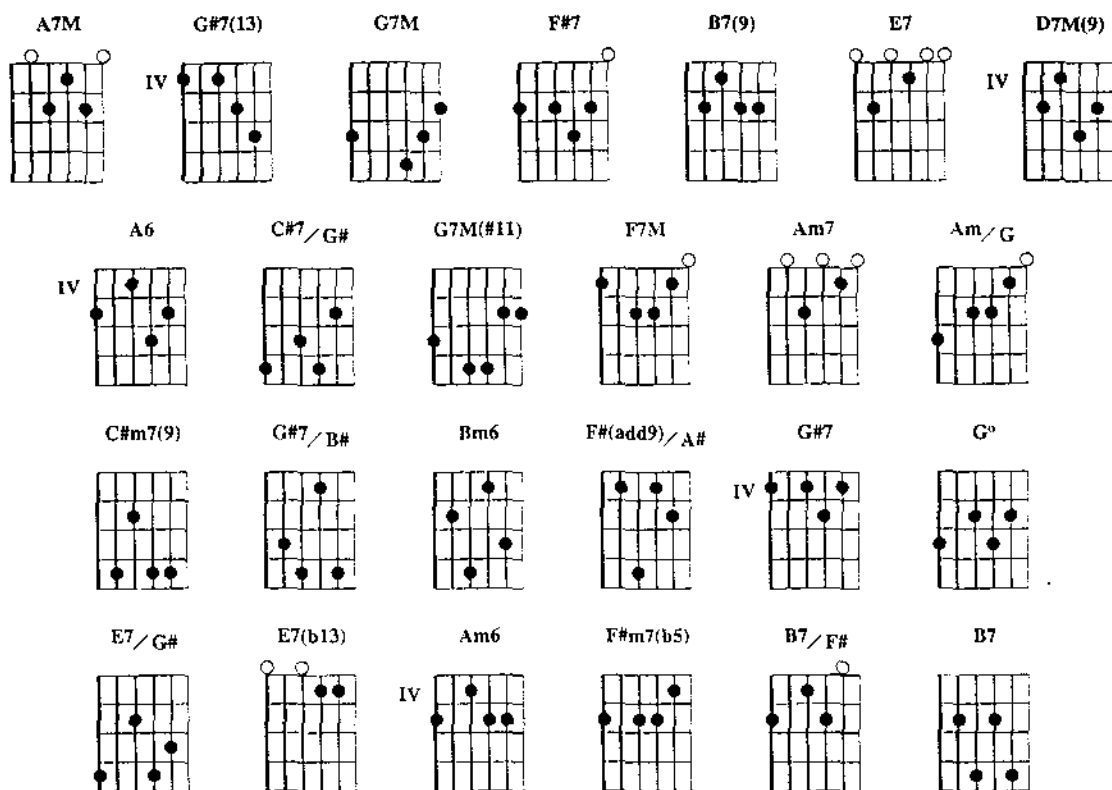 A7M G#7(13) G7M F#7 B7(9) E7 D7M(9)
IV IV
A6 C#7/G# G7M(#11) F7M Am7 Am/G
IV
C#m7(9) G#7/B# Bm6 F#(add9)/A# G#7 Gº
IV
E7/G# E7(b13) Am6 F#m7(b5) B7/F# B7
IV